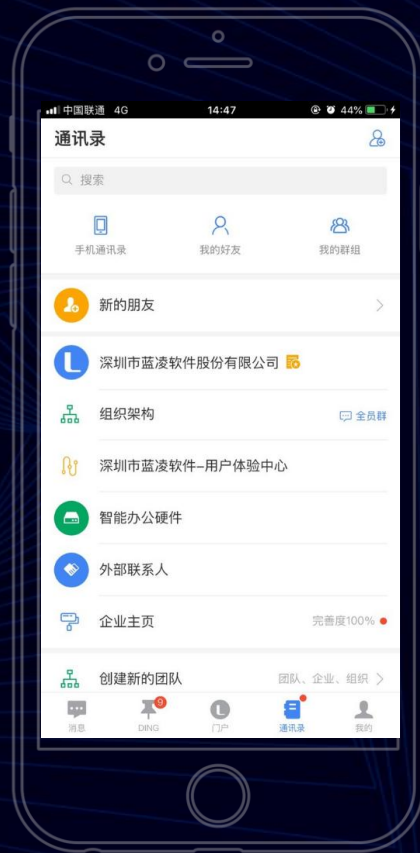 中国联通 4G 14:47 44%
通讯录
搜索
手机通讯录 我的好友 我的群组
新的朋友
深圳市蓝凌软件股份有限公司
组织架构 全员群
深圳市蓝凌软件–用户体验中心
智能办公硬件
外部联系人
企业主页 完善度100%
创建新的团队 团队、企业、组织
9
消息 DING 门户 通讯录 我的